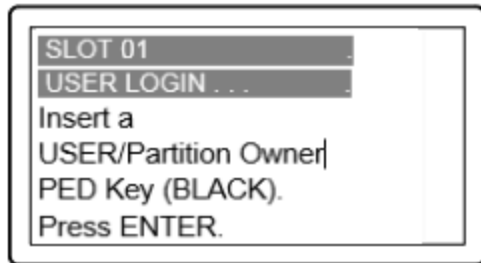 SLOT 01 .
USER LOGIN . . . .
Insert a
USER/Partition Owner
PED Key (BLACK).
Press ENTER.